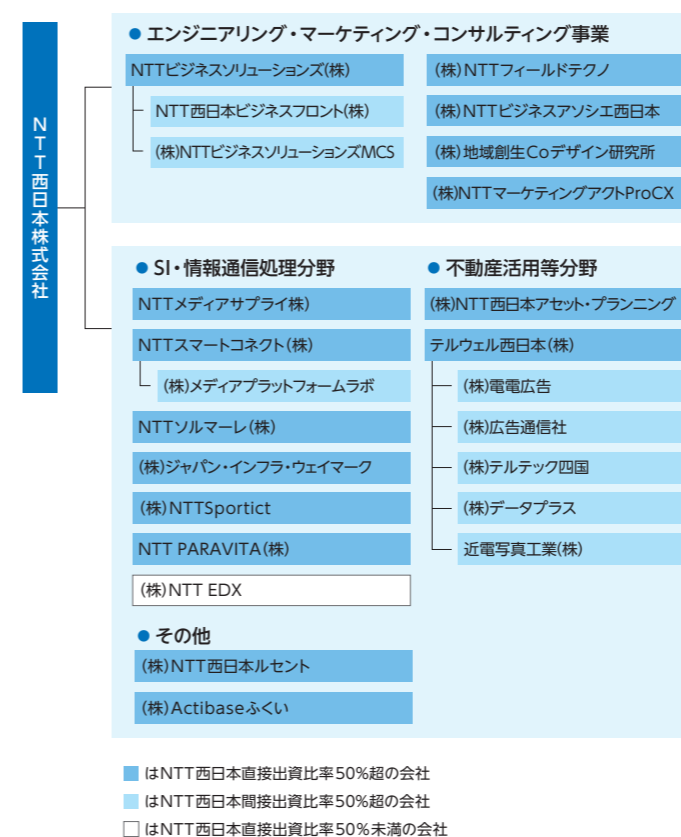 NTT西日本株式会社
● エンジニアリング・マーケティング・コンサルティング事業
NTTビジネスソリューションズ(株)
NTT西日本ビジネスフロント(株)
(株)NTTビジネスソリューションズMCS
(株)NTTフィールドテクノ
(株)NTTビジネスアソシエ西日本
(株)地域創生Coデザイン研究所
(株)NTTマーケティングアクトProCX
● SI・情報通信処理分野
NTTメディアサプライ株)
NTTスマートコネクト(株)
(株)メディアプラットフォームラボ
NTTソルマーレ(株)
(株)ジャパン・インフラ・ウェイマーク
(株)NTTSportict
NTT PARAVITA(株)
(株)NTT EDX
● 不動産活用等分野
(株)NTT西日本アセット・プランニング
テルウェル西日本(株)
(株)電電広告
(株)広告通信社
(株)テルテック四国
(株)データプラス
近電写真工業(株)
● その他
(株)NTT西日本ルセント
(株)Actibaseふくい
はNTT西日本直接出資比率50%超の会社
はNTT西日本間接出資比率50%超の会社
はNTT西日本直接出資比率50%未満の会社